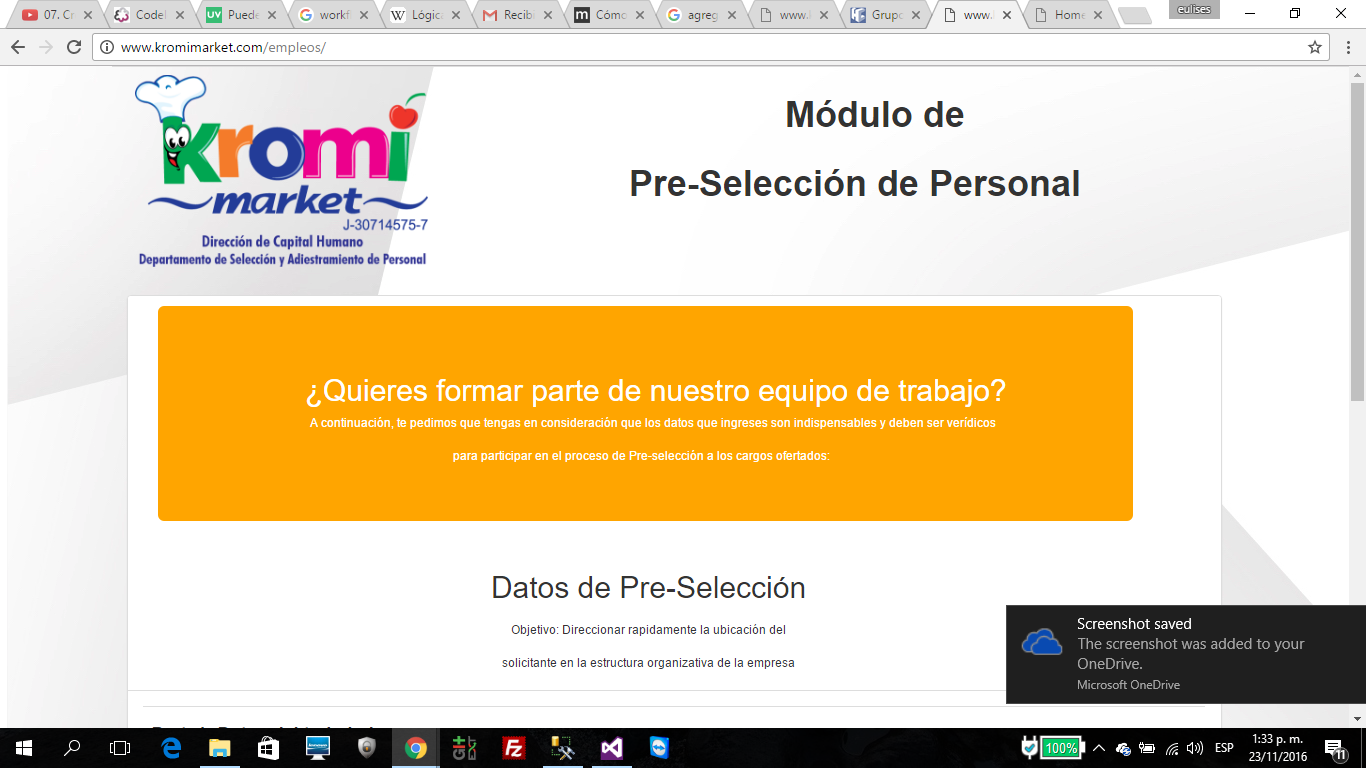 07. Cr
Codel
Puede
workf
Lógic
Recib
Cómo
agreg
www.
Grupo
www.
Home
eulises
www.kromimarket.com/empleos/
kromi
market
J-30714575-7
Dirección de Capital Humano
Departamento de Selección y Adiestramiento de Personal
Módulo de
Pre-Selección de Personal
¿Quieres formar parte de nuestro equipo de trabajo?
A continuación, te pedimos que tengas en consideración que los datos que ingreses son indispensables y deben ser verídicos
para participar en el proceso de Pre-selección a los cargos ofertados:
Datos de Pre-Selección
Objetivo: Direccionar rapidamente la ubicación del
solicitante en la estructura organizativa de la empresa
Screenshot saved
The screenshot was added to your
OneDrive.
Microsoft OneDrive
100%
ESP
1:33 p. m.
23/11/2016
11